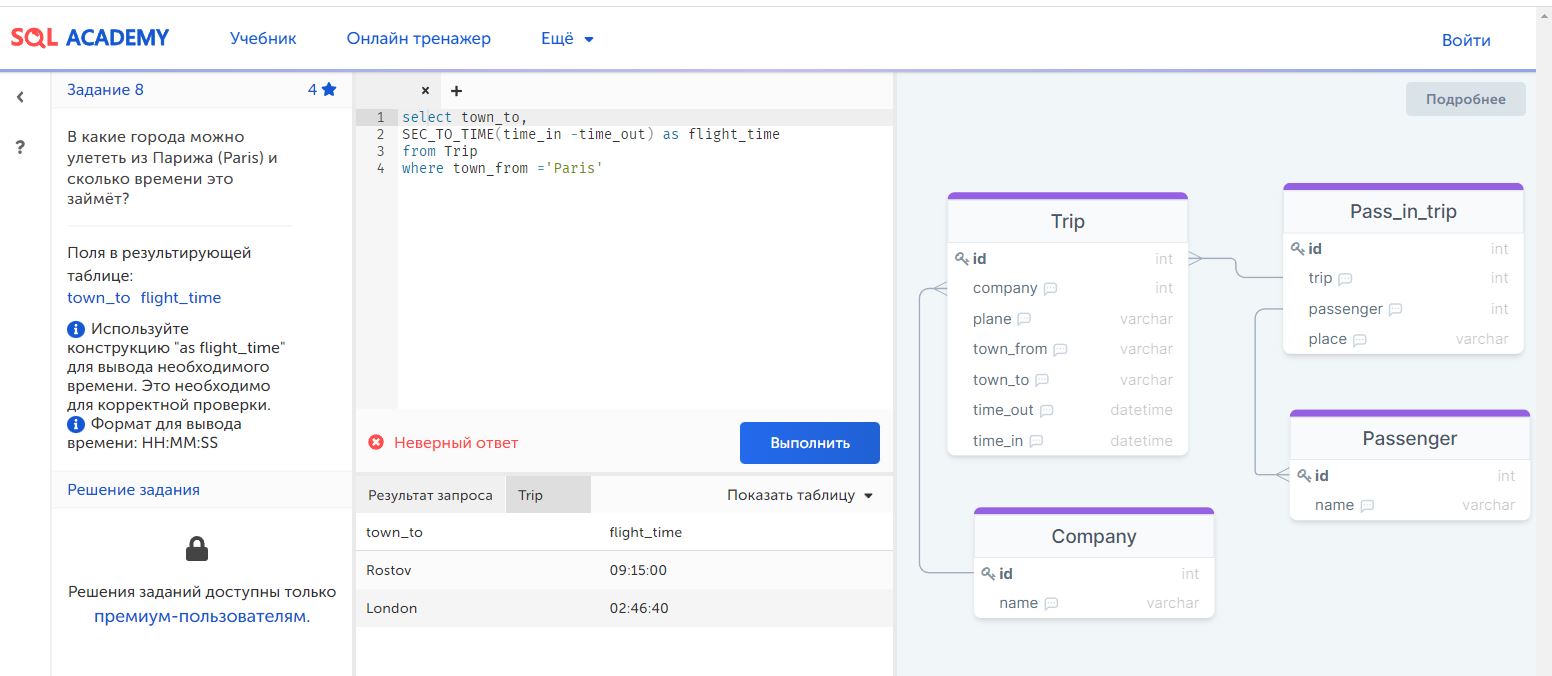 SQL ACADEMY
Учебник
Онлайн тренажер
Ещё
Войти
Задание 8
4
В какие города можно
улететь из Парижа (Paris) и
сколько времени это
займёт?
Поля в результирующей
таблице:
town_to flight_time
Используйте
конструкцию "as flight_time"
для вывода необходимого
времени. Это необходимо
для корректной проверки.
Формат для вывода
времени: HH:MM:SS
Решение задания
Решения заданий доступны только
премиум-пользователям.
1 select town_to,
2 SEC_TO_TIME(time_in -time_out) as flight_time
3 from Trip
4 where town_from ='Paris'
Неверный ответ
Выполнить
Результат запроса
Trip
Показать таблицу
town_to flight_time
Rostov 09:15:00
London 02:46:40
Подробнее
Trip
id int
company int
plane varchar
town_from varchar
town_to varchar
time_out datetime
time_in datetime
Pass_in_trip
id int
trip int
passenger int
place varchar
Passenger
id int
name varchar
Company
id int
name varchar